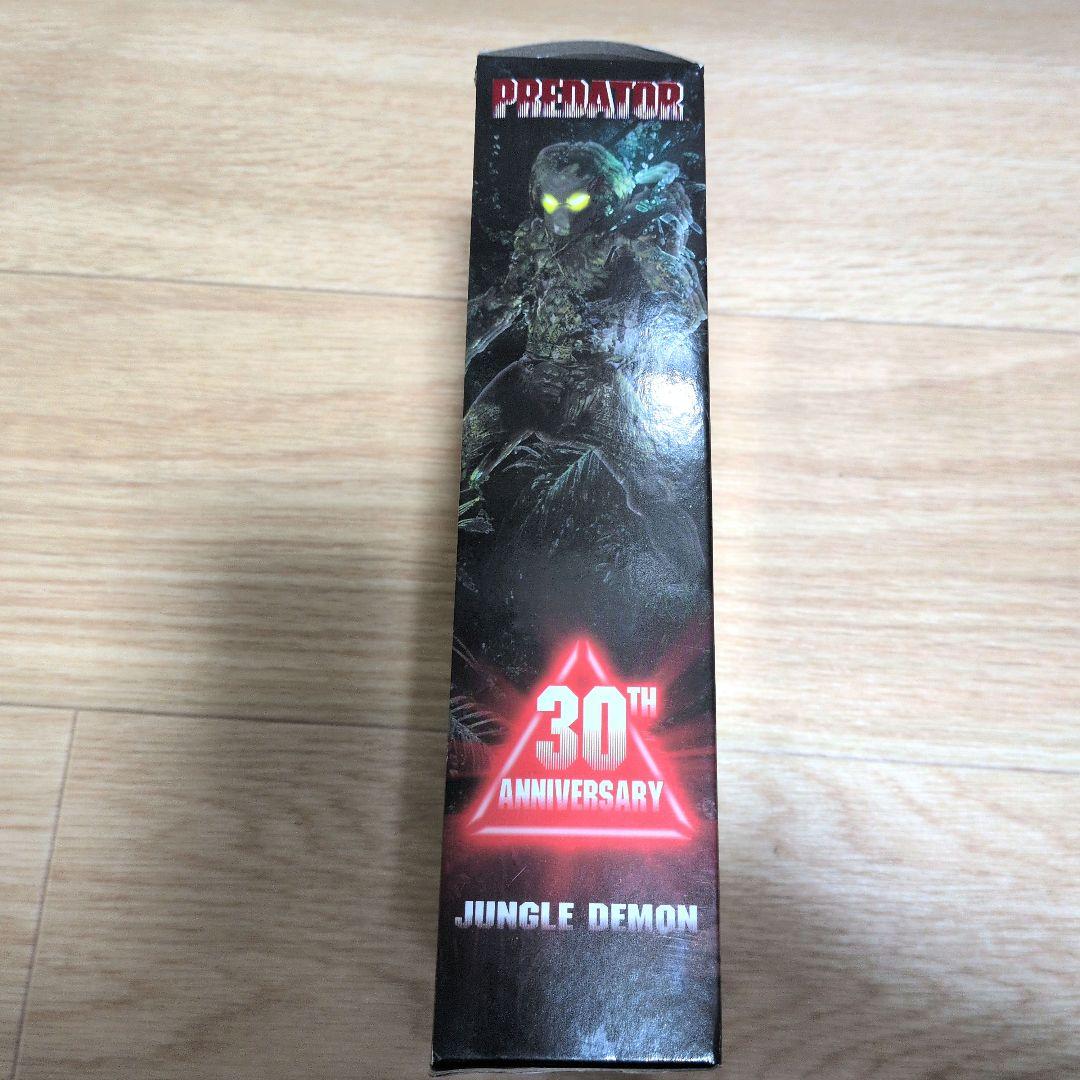 PREDATOR
30TH
ANNIVERSARY
JUNGLE DEMON